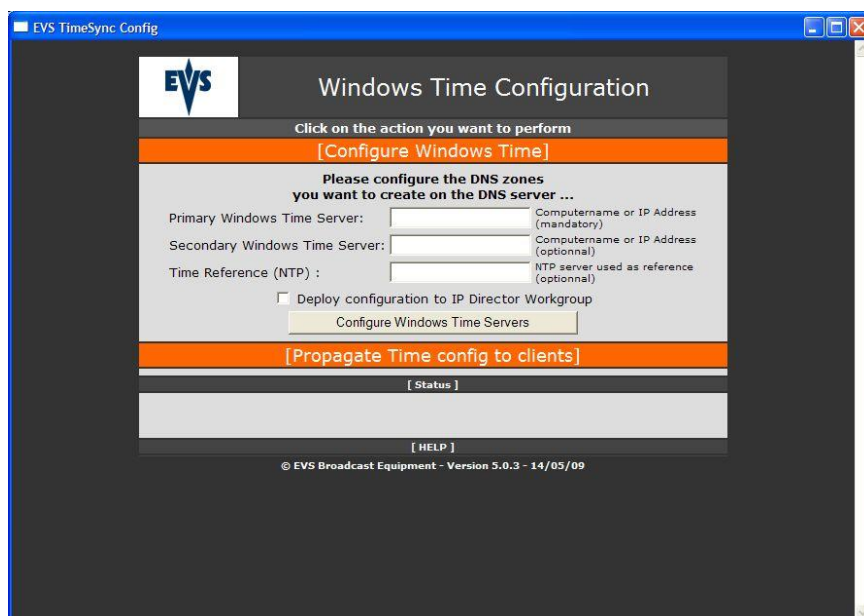 EVS TimeSync Config
EVS
Windows Time Configuration
Click on the action you want to perform
[Configure Windows Time]
Please configure the DNS zones
you want to create on the DNS server ...
Primary Windows Time Server:
Computername or IP Address
(mandatory)
Secondary Windows Time Server:
Computername or IP Address
(optionnal)
Time Reference (NTP) :
NTP server used as reference
(optionnal)
Deploy configuration to IP Director Workgroup
Configure Windows Time Servers
[Propagate Time config to clients]
[ Status ]
[ HELP ]
© EVS Broadcast Equipment - Version 5.0.3 - 14/05/09